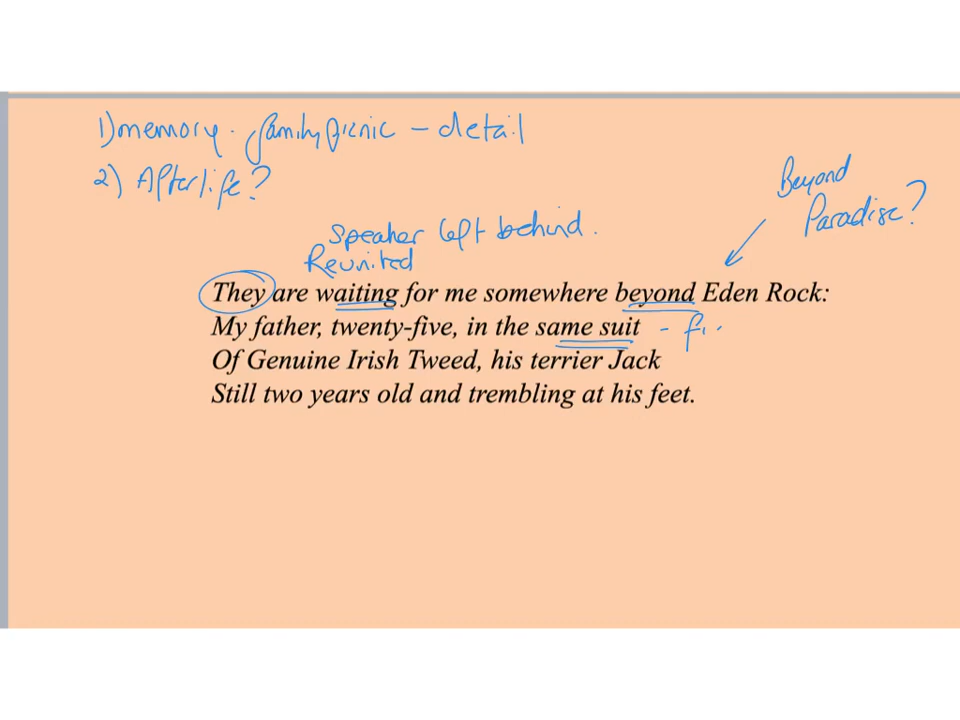 1) memory. family picnic - detail
2) Afterlife?
Beyond
Paradise?
Speaker left behind.
Reunited
They are waiting for me somewhere beyond Eden Rock:
My father, twenty-five, in the same suit
Of Genuine Irish Tweed, his terrier Jack
Still two years old and trembling at his feet.